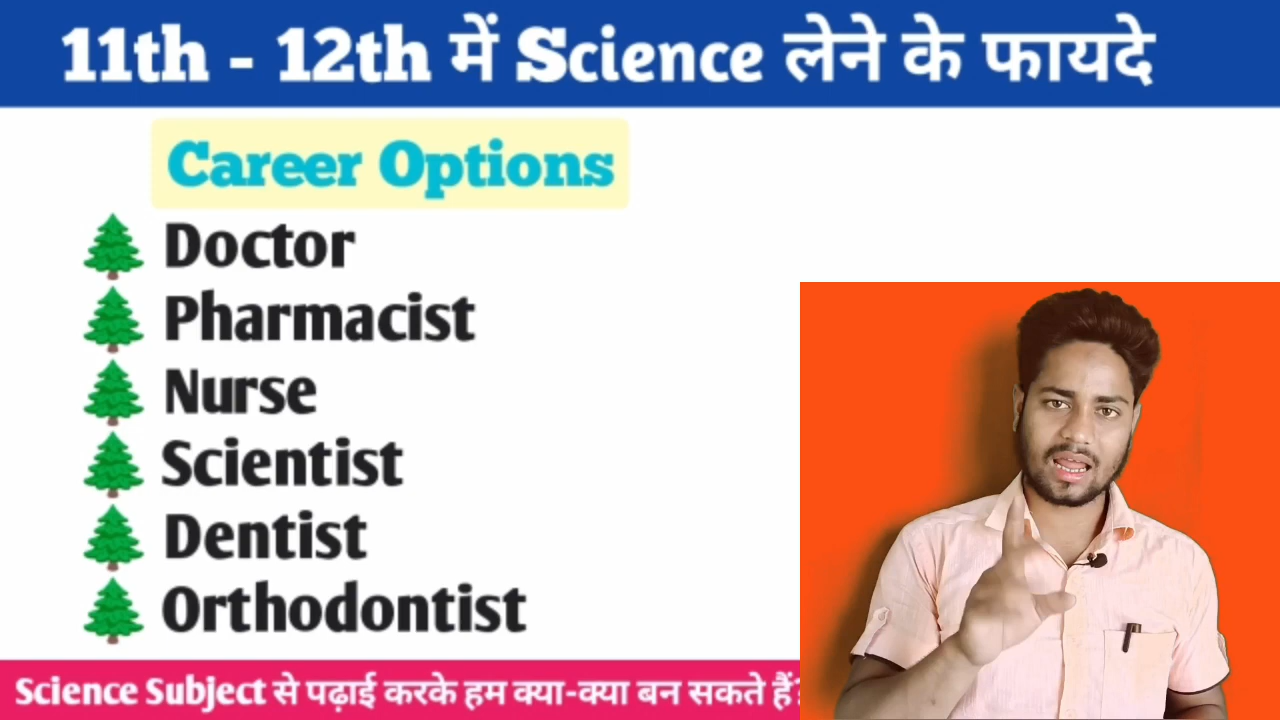 11th - 12th में Science लेने के फायदे
Career Options
Doctor
Pharmacist
Nurse
Scientist
Dentist
Orthodontist
Science Subject से पढ़ाई करके हम क्या-क्या बन सकते हैं?